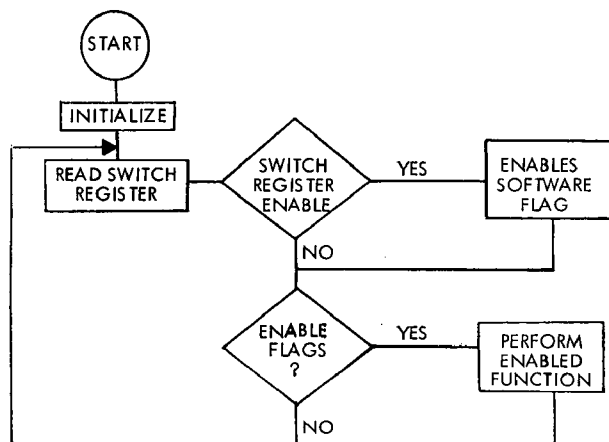 START
INITIALIZE
READ SWITCH
REGISTER
SWITCH
REGISTER
ENABLE
YES
ENABLES
SOFTWARE
FLAG
NO
ENABLE
FLAGS
?
YES
PERFORM
ENABLED
FUNCTION
NO